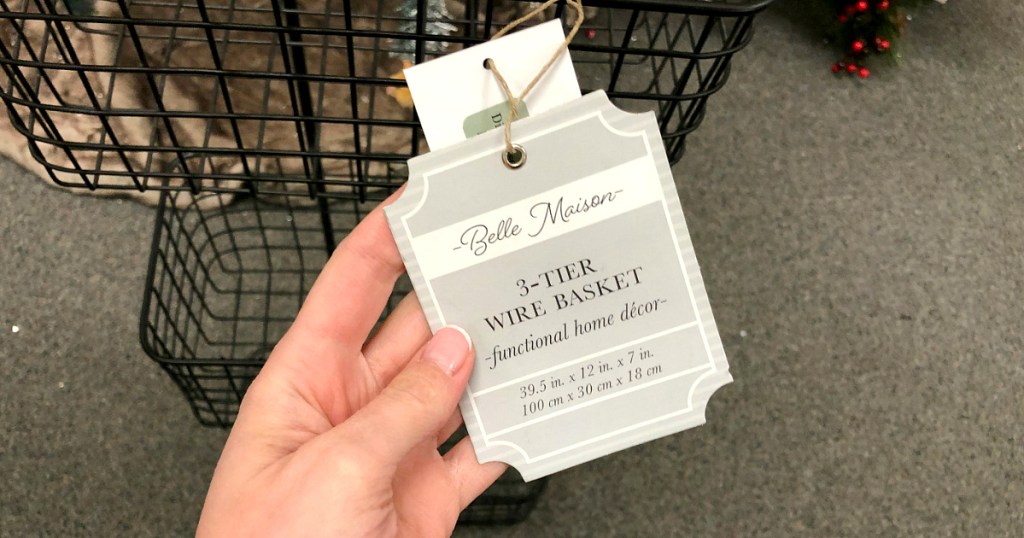 -Belle Maison-
3-TIER
WIRE BASKET
-functional home décor-
39.5 in. x 12 in. x 7 in.
100 cm x 30 cm x 18 cm